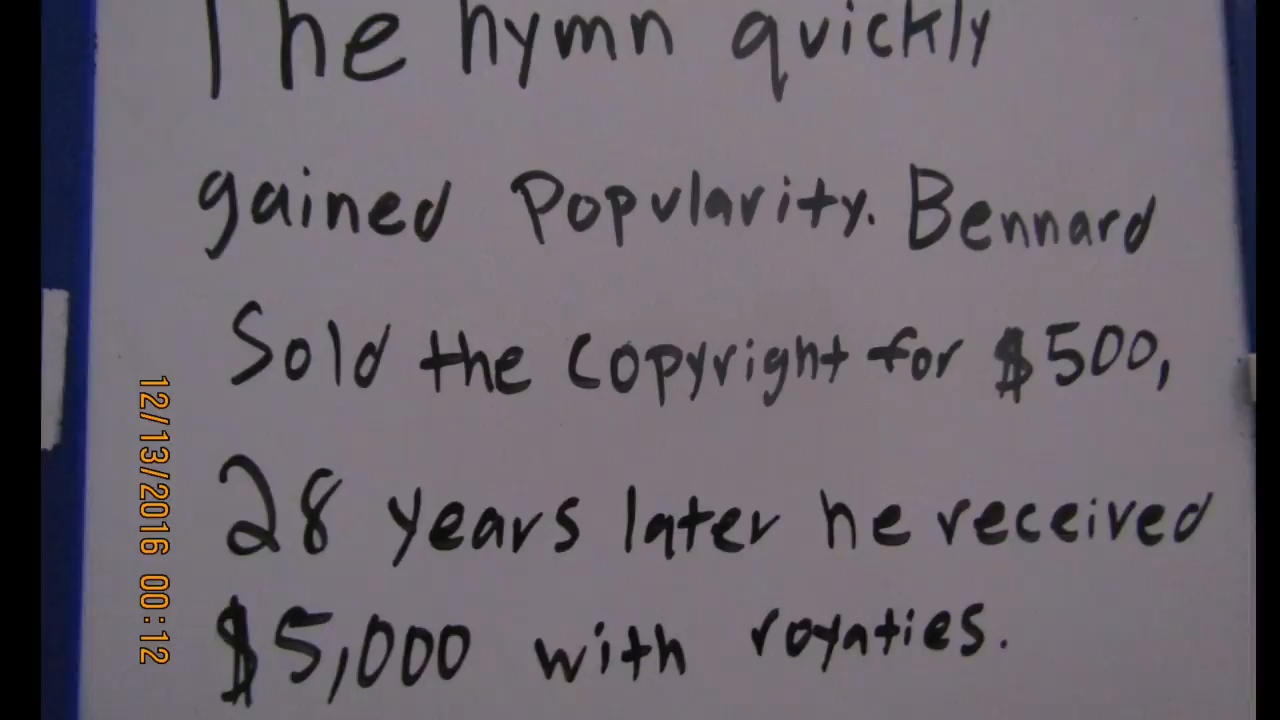 The hymn quickly
gained Popularity. Bennard
Sold the Copyright for $500,
28 years later he received
$5,000 with royaties.
12/13/2016 00:12